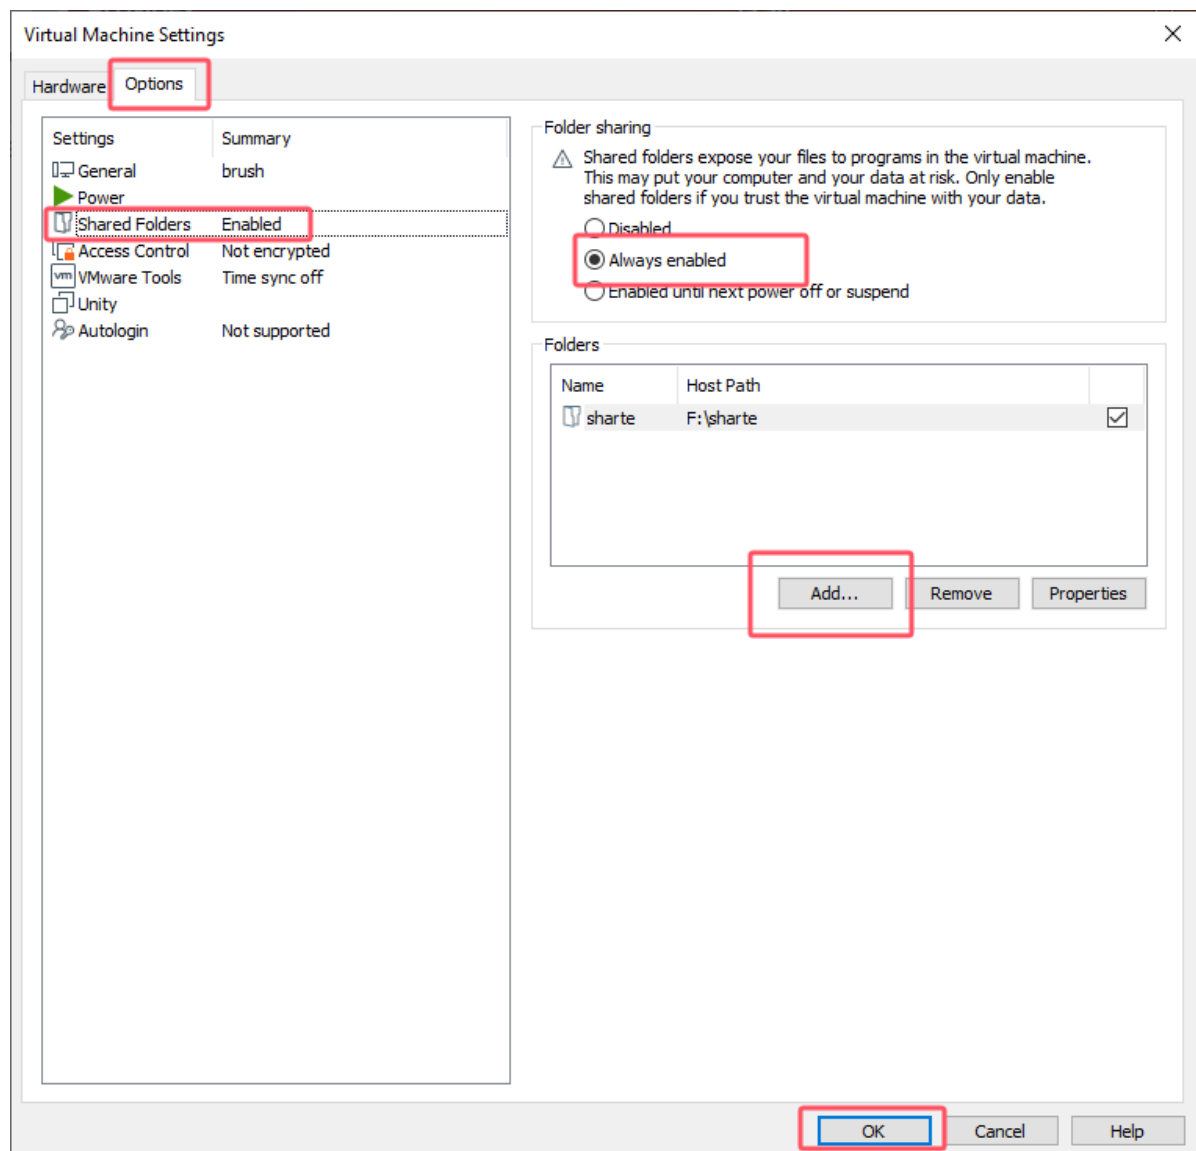 Virtual Machine Settings
Hardware
Options
Settings Summary
General brush
Power
Shared Folders Enabled
Access Control Not encrypted
vm VMware Tools Time sync off
Unity
Autologin Not supported
Folder sharing
Shared folders expose your files to programs in the virtual machine.
This may put your computer and your data at risk. Only enable
shared folders if you trust the virtual machine with your data.
Disabled
Always enabled
Enabled until next power off or suspend
Folders
Name Host Path
sharte F:\sharte
Add... Remove Properties
OK Cancel Help